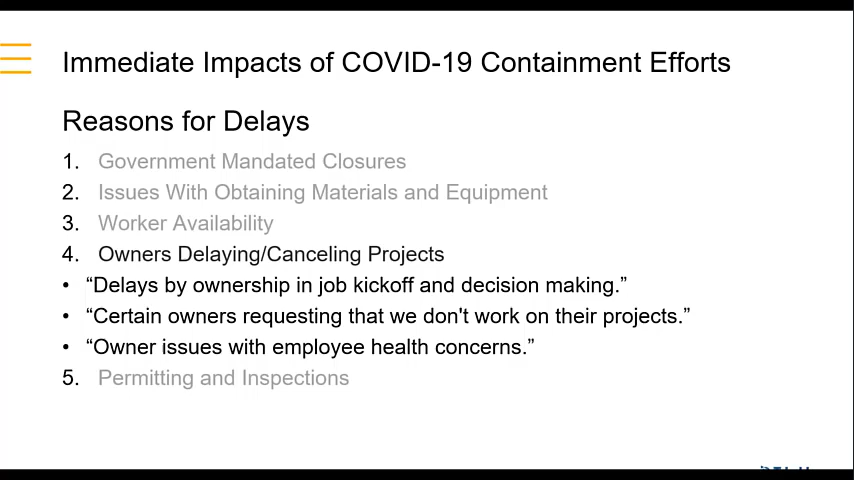 Immediate Impacts of COVID-19 Containment Efforts
Reasons for Delays
1. Government Mandated Closures
2. Issues With Obtaining Materials and Equipment
3. Worker Availability
4. Owners Delaying/Canceling Projects
• “Delays by ownership in job kickoff and decision making.”
• “Certain owners requesting that we don't work on their projects.”
• “Owner issues with employee health concerns.”
5. Permitting and Inspections